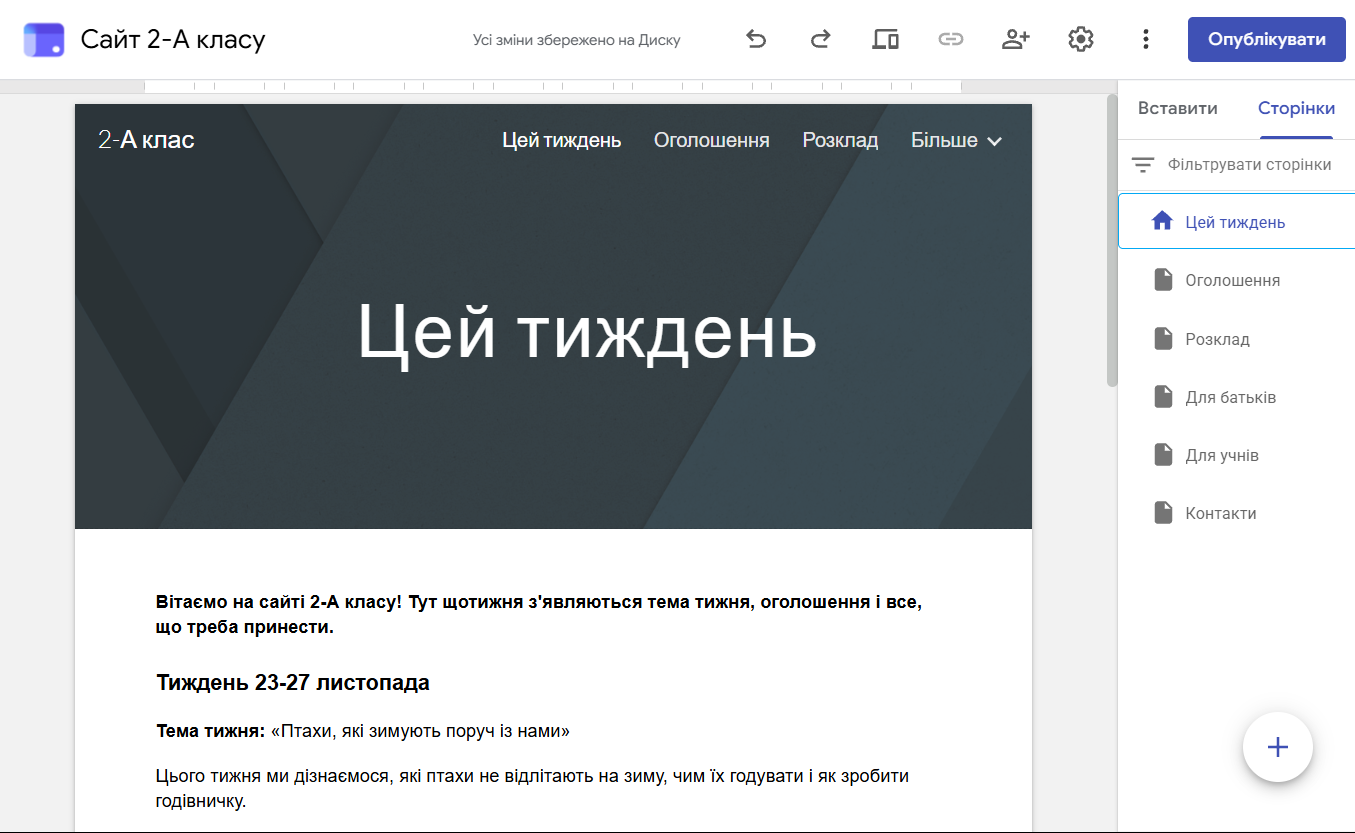 Сайт 2-А класу
Усі зміни збережено на Диску
Опублікувати
Вставити
Сторінки
Фільтрувати сторінки
Цей тиждень
Оголошення
Розклад
Для батьків
Для учнів
Контакти
2-А клас
Цей тиждень
Оголошення
Розклад
Більше
Цей тиждень
Вітаємо на сайті 2-А класу! Тут щотижня з'являються тема тижня, оголошення і все,
що треба принести.
Тиждень 23-27 листопада
Тема тижня: «Птахи, які зимують поруч із нами»
Цього тижня ми дізнаємося, які птахи не відлітають на зиму, чим їх годувати і як зробити
годівничку.